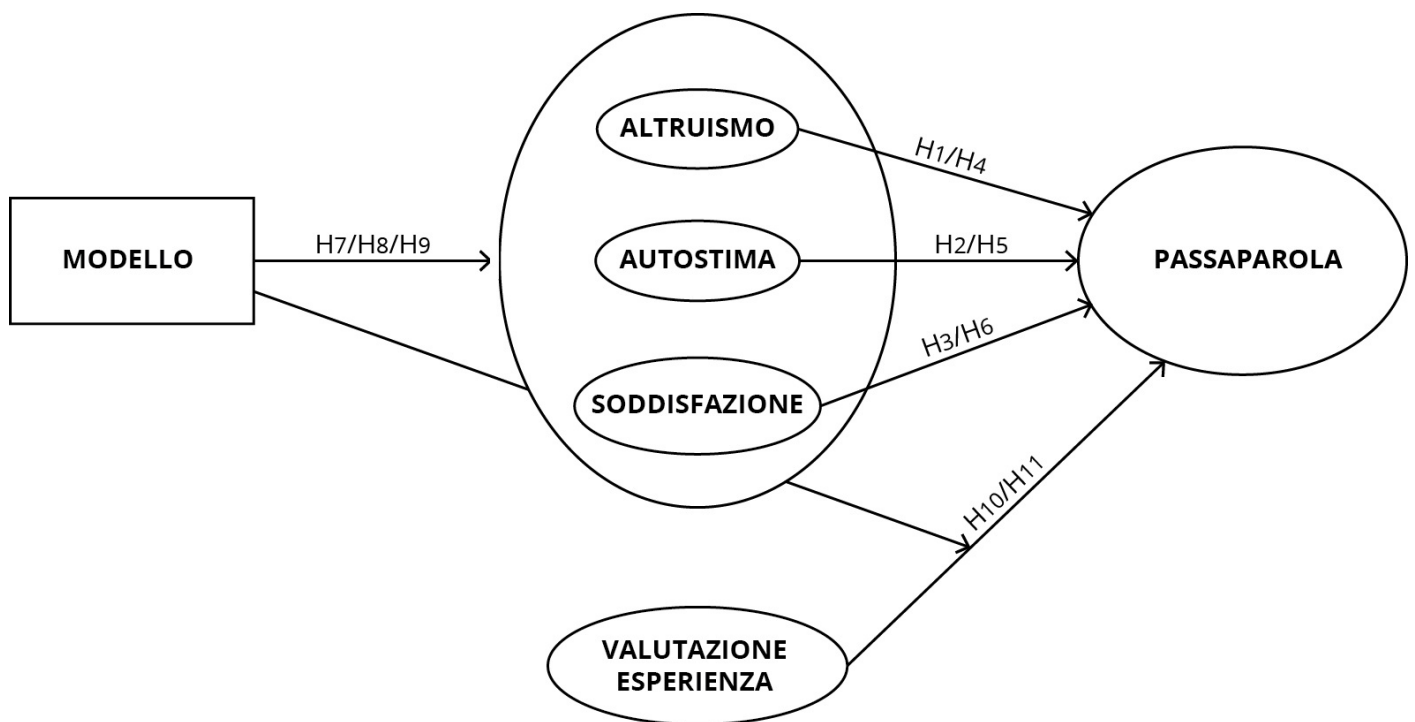 ALTRUISMO
H1/H4
MODELLO
H7/H8/H9
AUTOSTIMA
H2/H5
PASSAPAROLA
H3/H6
SODDISFAZIONE
H10/H11
VALUTAZIONE
ESPERIENZA